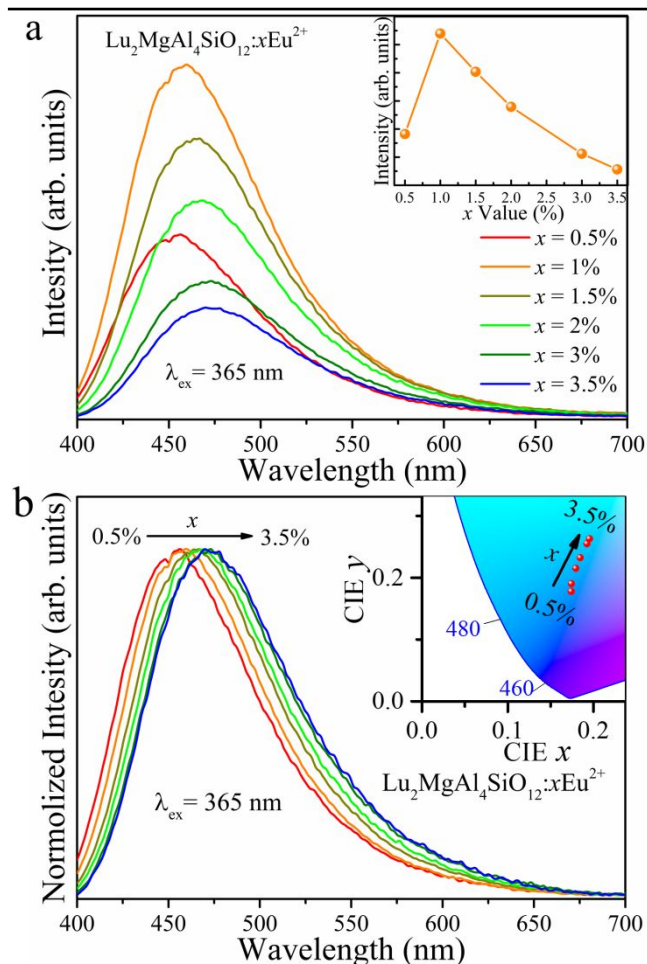 a
Lu₂MgAl₄SiO₁₂:xEu²⁺
Intesity (arb. units)
Intensity (arb. units)
0.5 1.0 1.5 2.0 2.5 3.0 3.5
x Value (%)
x = 0.5%
x = 1%
x = 1.5%
x = 2%
x = 3%
x = 3.5%
λex= 365 nm
400 450 500 550 600 650 700
Wavelength (nm)
b
Normolized Intesity (arb. units)
0.5% x 3.5%
CIE y
0.2
0.0
3.5%
x
0.5%
480
460
0.0 0.1 0.2
CIE x
Lu₂MgAl₄SiO₁₂:xEu²⁺
λex= 365 nm
400 450 500 550 600 650 700
Wavelength (nm)